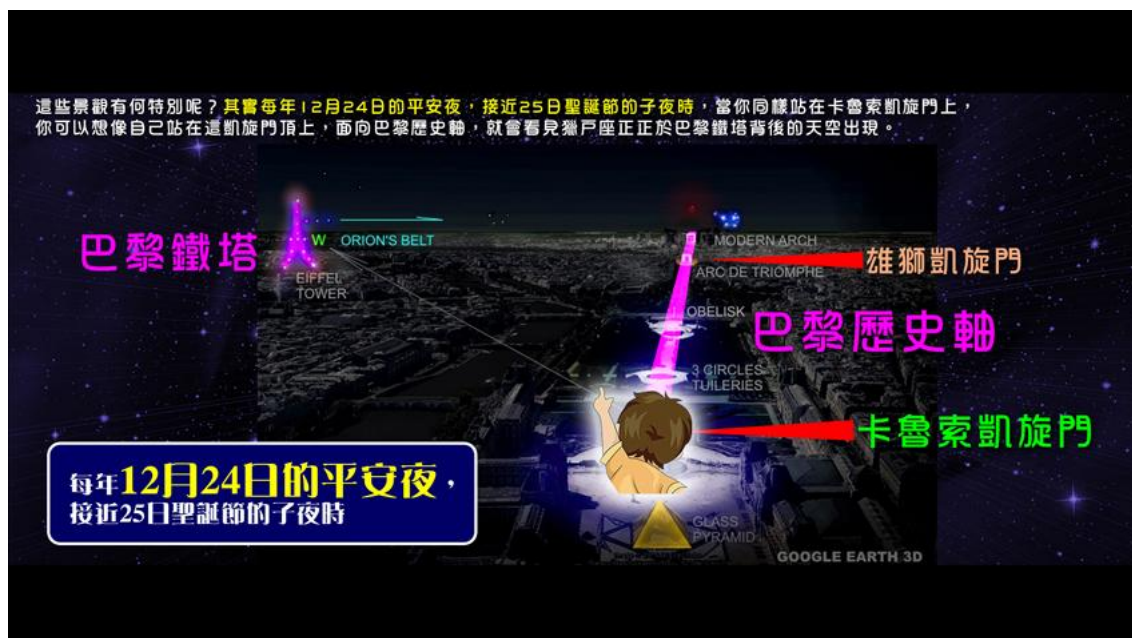 這些景觀有何特別呢？其實每年12月24日的平安夜，接近25日聖誕節的子夜時，當你同樣站在卡魯索凱旋門上，
你可以想像自己站在這凱旋門頂上，面向巴黎歷史軸，就會看見獵戶座正正於巴黎鐵塔背後的天空出現。
巴黎鐵塔
W
ORION'S BELT
EIFFEL
TOWER
MODERN ARCH
ARC DE TRIOMPHE
雄獅凱旋門
OBELISK
巴黎歷史軸
3 CIRCLES
TUILERIES
卡魯索凱旋門
每年12月24日的平安夜，
接近25日聖誕節的子夜時
GLASS
PYRAMID
GOOGLE EARTH 3D